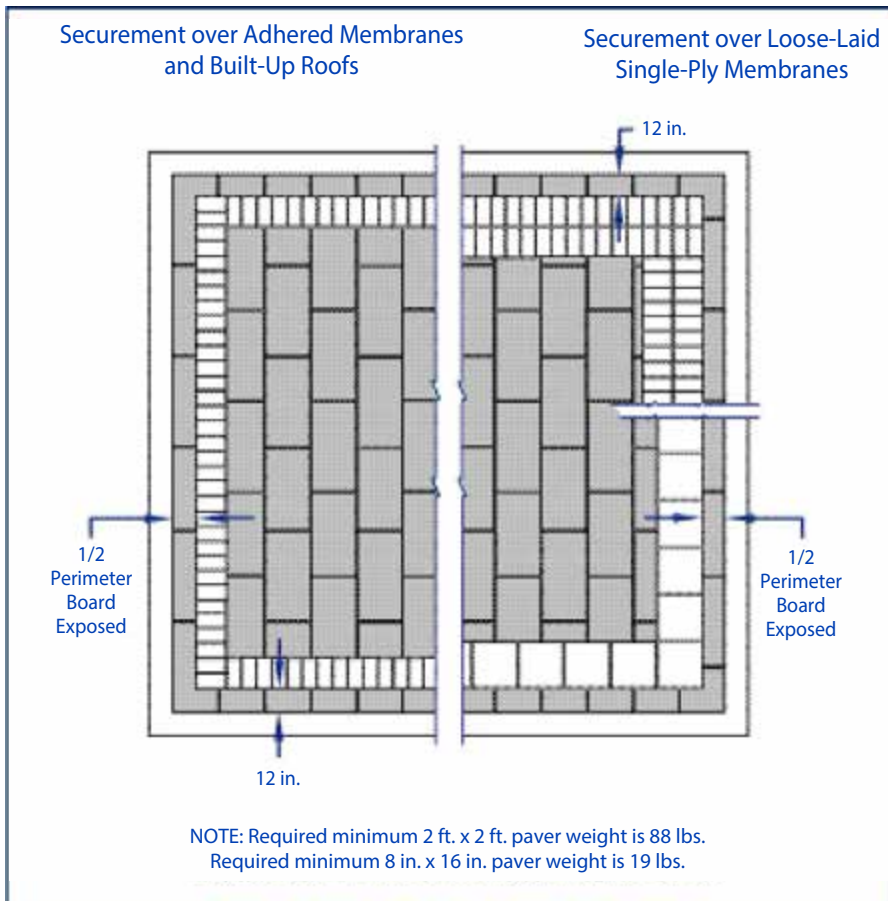 Securement over Adhered Membranes
and Built-Up Roofs
Securement over Loose-Laid
Single-Ply Membranes
12 in.
1/2
Perimeter
Board
Exposed
1/2
Perimeter
Board
Exposed
12 in.
NOTE: Required minimum 2 ft. x 2 ft. paver weight is 88 lbs.
Required minimum 8 in. x 16 in. paver weight is 19 lbs.